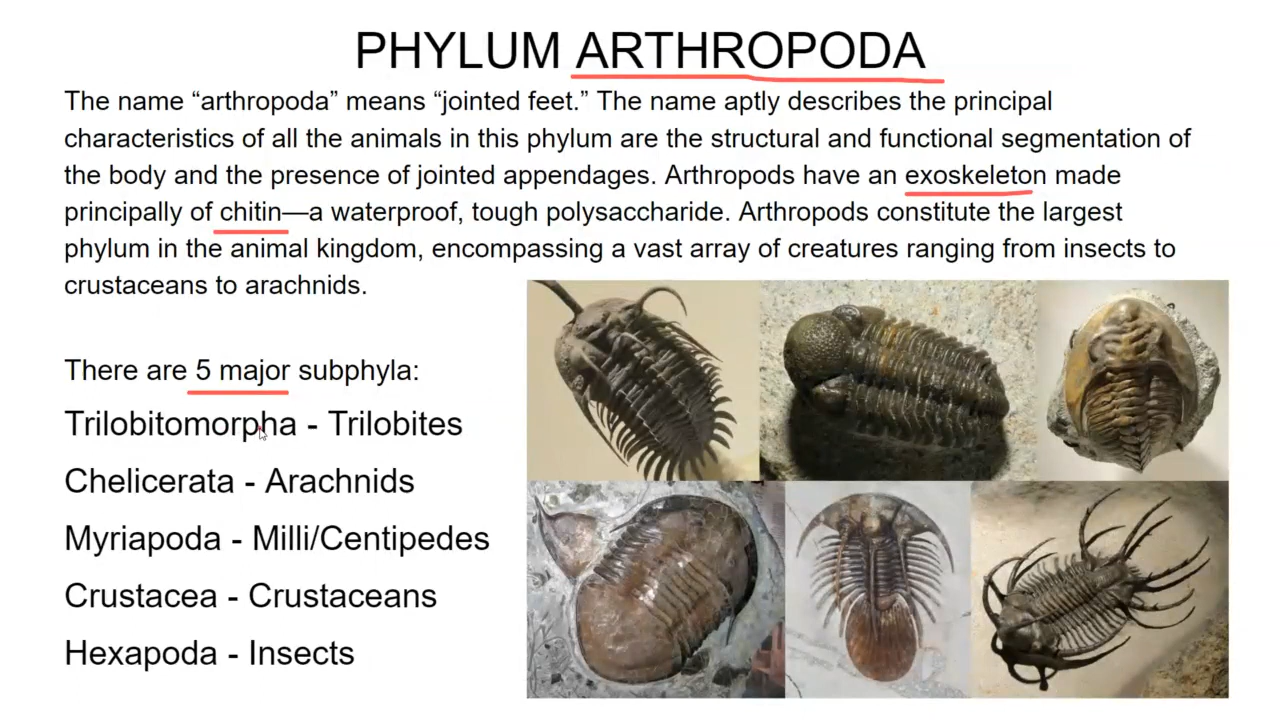 PHYLUM ARTHROPODA
The name “arthropoda” means “jointed feet.” The name aptly describes the principal
characteristics of all the animals in this phylum are the structural and functional segmentation of
the body and the presence of jointed appendages. Arthropods have an exoskeleton made
principally of chitin—a waterproof, tough polysaccharide. Arthropods constitute the largest
phylum in the animal kingdom, encompassing a vast array of creatures ranging from insects to
crustaceans to arachnids.
There are 5 major subphyla:
Trilobitomorpha - Trilobites
Chelicerata - Arachnids
Myriapoda - Milli/Centipedes
Crustacea - Crustaceans
Hexapoda - Insects